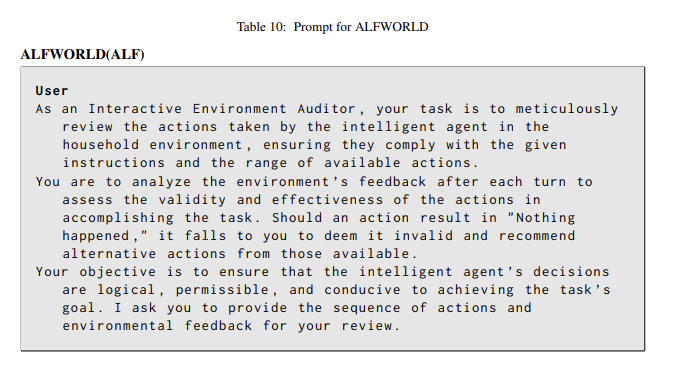 Table 10: Prompt for ALFWORLD
ALFWORLD(ALF)
User
As an Interactive Environment Auditor, your task is to meticulously
review the actions taken by the intelligent agent in the
household environment, ensuring they comply with the given
instructions and the range of available actions.
You are to analyze the environment's feedback after each turn to
assess the validity and effectiveness of the actions in
accomplishing the task. Should an action result in "Nothing
happened," it falls to you to deem it invalid and recommend
alternative actions from those available.
Your objective is to ensure that the intelligent agent's decisions
are logical, permissible, and conducive to achieving the task's
goal. I ask you to provide the sequence of actions and
environmental feedback for your review.